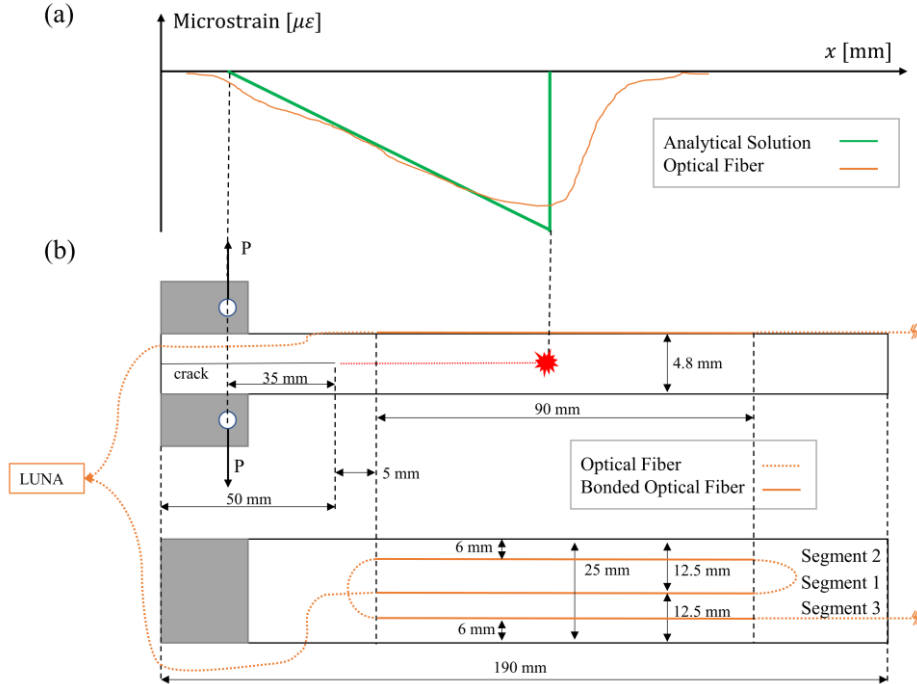 (a)
Microstrain [με]
x [mm]
Analytical Solution
Optical Fiber
(b)
P
crack
35 mm
4.8 mm
90 mm
P
LUNA
5 mm
50 mm
Optical Fiber
Bonded Optical Fiber
6 mm
25 mm
12.5 mm
Segment 2
Segment 1
Segment 3
12.5 mm
6 mm
190 mm